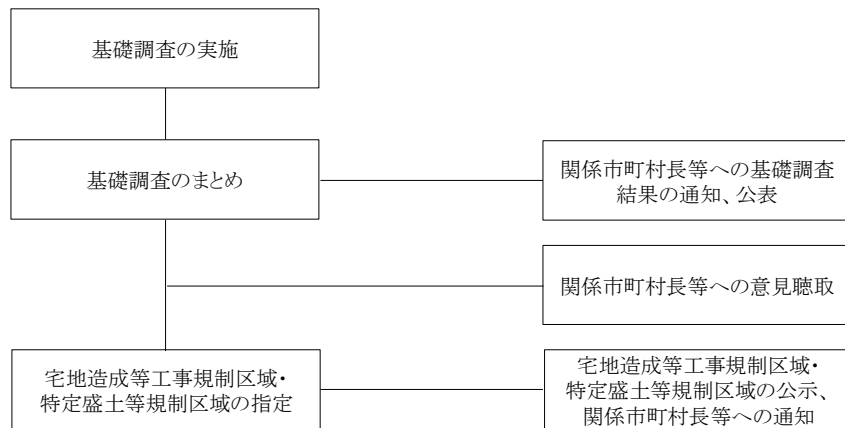 基礎調査の実施
基礎調査のまとめ
関係市町村長等への基礎調査
結果の通知、公表
関係市町村長等への意見聴取
宅地造成等工事規制区域・
特定盛土等規制区域の指定
宅地造成等工事規制区域・
特定盛土等規制区域の公示、
関係市町村長等への通知